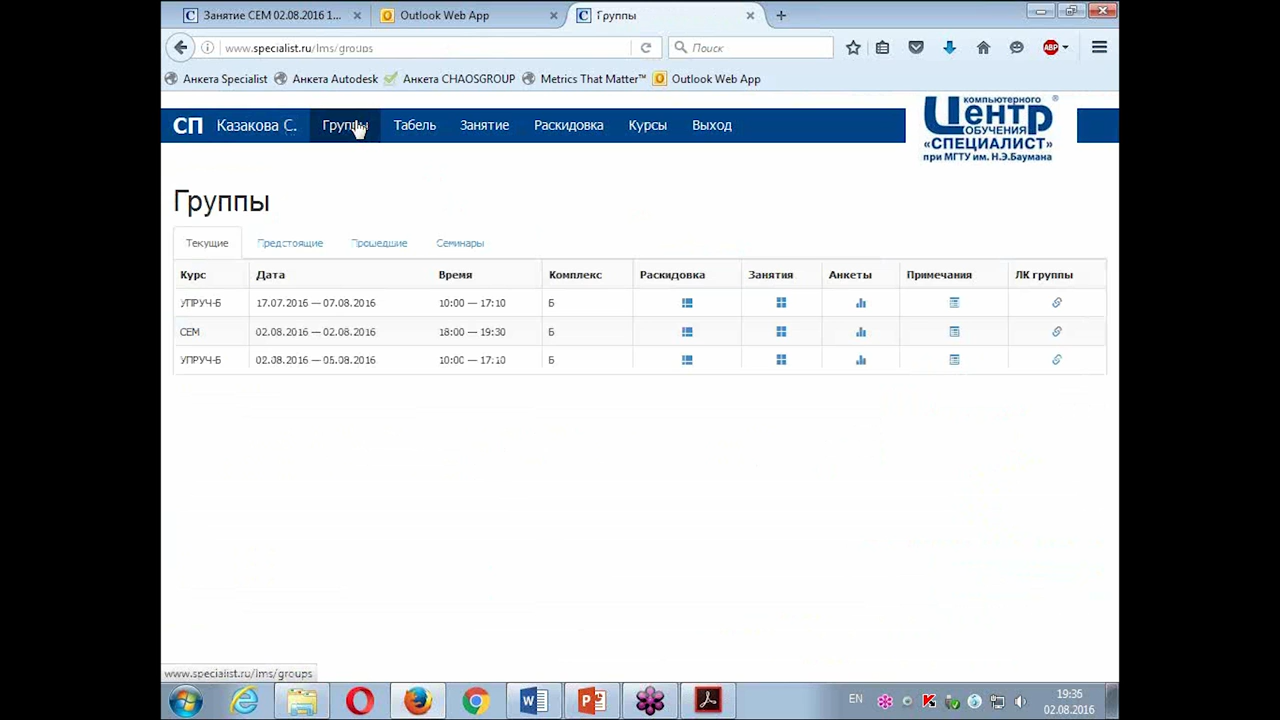 Занятие СЕМ 02.08.2016 1...
Outlook Web App
Группы
www.specialist.ru/lms/groups
Поиск
ABP
Анкета Specialist
Анкета Autodesk
Анкета CHAOSGROUP
Metrics That Matter™
Outlook Web App
СП
Казакова С.
Группы
Табель
Занятие
Раскидовка
Курсы
Выход
Центр
компьютерного
ОБУЧЕНИЯ
«СПЕЦИАЛИСТ»
при МГТУ им. Н.Э.Баумана
®
Группы
Текущие
Предстоящие
Прошедшие
Семинары
Курс Дата Время Комплекс Раскидовка Занятия Анкеты Примечания ЛК группы
УПРУЧ-Б 17.07.2016 — 07.08.2016 10:00 — 17:10 Б
СЕМ 02.08.2016 — 02.08.2016 18:00 — 19:30 Б
УПРУЧ-Б 02.08.2016 — 05.08.2016 10:00 — 17:10 Б
www.specialist.ru/lms/groups
EN
19:35
02.08.2016